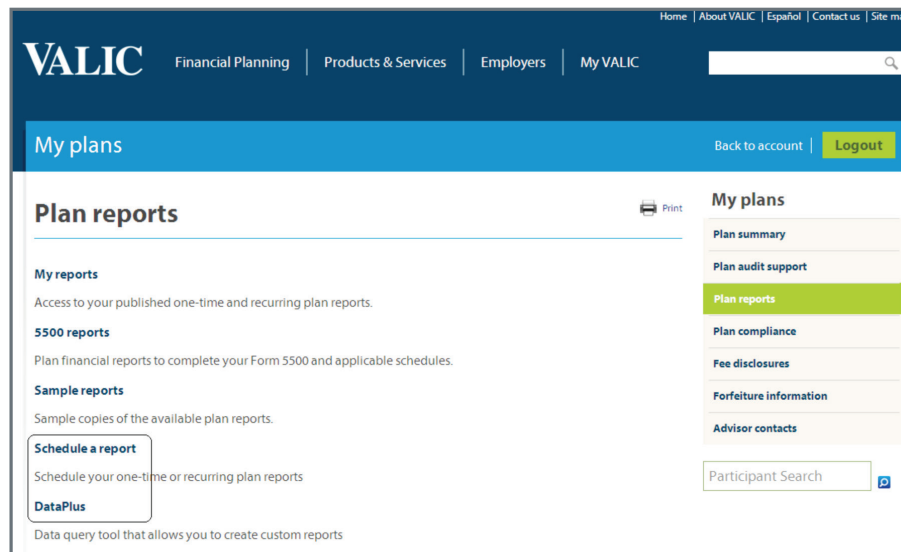 Home | About VALIC | Español | Contact us | Site
VALIC
Financial Planning | Products & Services | Employers | My VALIC
My plans
Back to account | Logout
Plan reports
Print
My reports
Access to your published one-time and recurring plan reports.
5500 reports
Plan financial reports to complete your Form 5500 and applicable schedules.
Sample reports
Sample copies of the available plan reports.
Schedule a report
Schedule your one-time or recurring plan reports
DataPlus
Data query tool that allows you to create custom reports
My plans
Plan summary
Plan audit support
Plan reports
Plan compliance
Fee disclosures
Forfeiture information
Advisor contacts
Participant Search